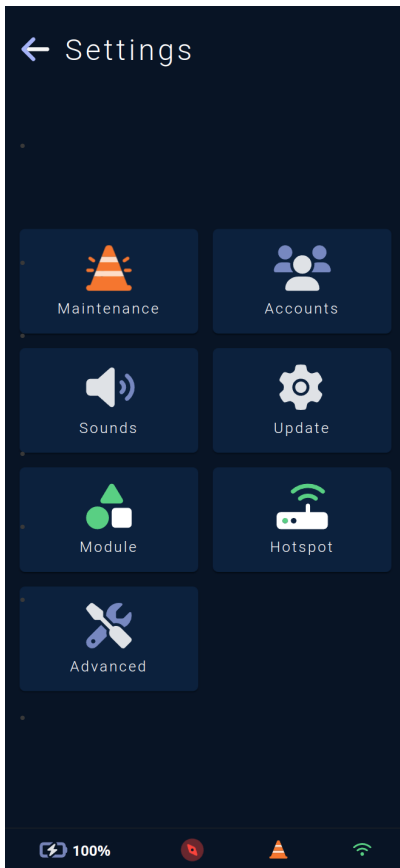 Settings
Maintenance
Accounts
Sounds
Update
Module
Hotspot
Advanced
100%